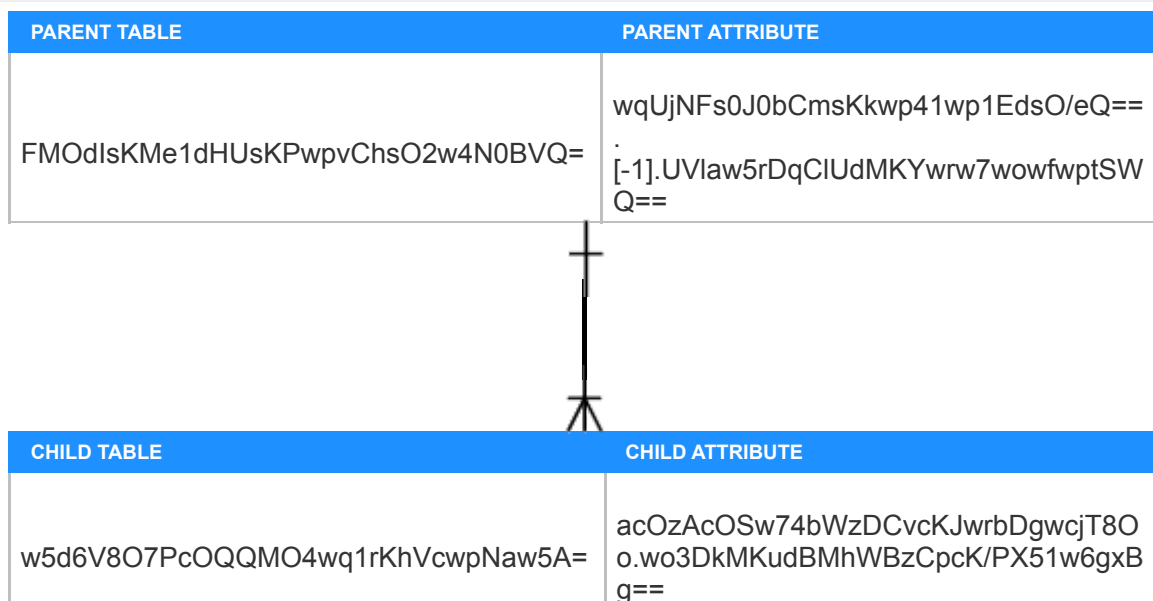 PARENT TABLE PARENT ATTRIBUTE
FMOdIsKMe1dHUsKPwpvChsO2w4N0BVQ=
wqUjNFs0J0bCmsKkwp41wp1EdsO/eQ==
.
[-1].UVlaw5rDqClUdMKYwrw7wowfwptSW
Q==
CHILD TABLE CHILD ATTRIBUTE
w5d6V8O7PcOQQMO4wq1rKhVcwpNaw5A=
acOzAcOSw74bWzDCvcKJwrbDgwcjT8O
o.wo3DkMKudBMhWBzCpcK/PX51w6gxB
g==